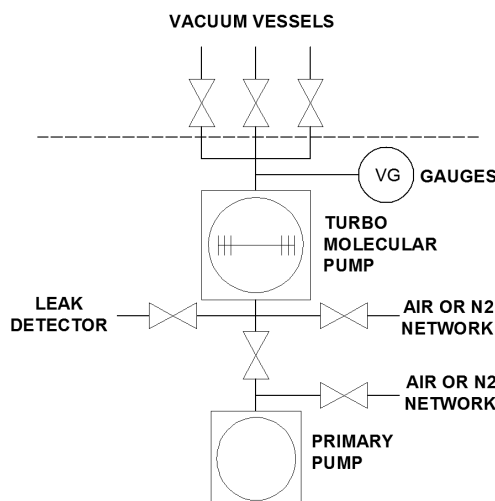 VACUUM VESSELS
VG
GAUGES
TURBO
MOLECULAR
PUMP
LEAK
DETECTOR
AIR OR N2
NETWORK
AIR OR N2
NETWORK
PRIMARY
PUMP